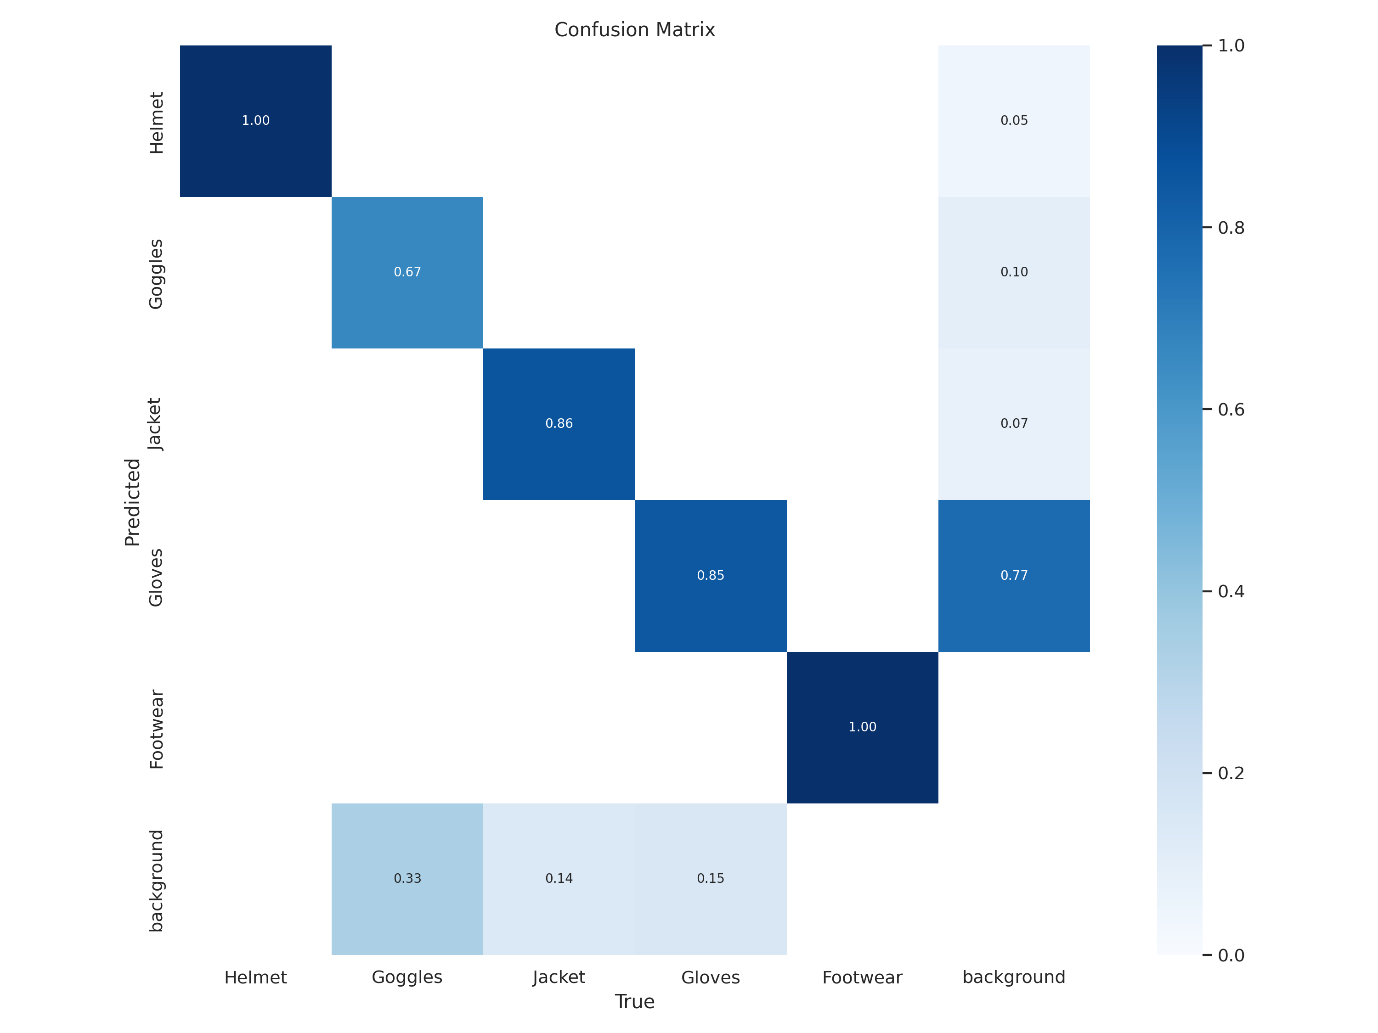 Confusion Matrix
Helmet
1.00
0.05
Goggles
0.67
0.10
Jacket
0.86
0.07
Predicted
Gloves
0.85
0.77
Footwear
1.00
background
0.33
0.14
0.15
Helmet
Goggles
Jacket
Gloves
Footwear
background
True
1.0
0.8
0.6
0.4
0.2
0.0